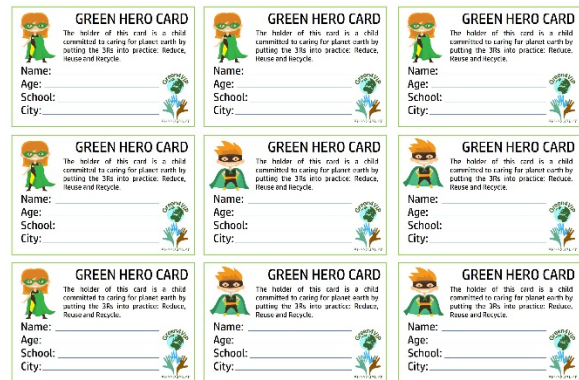 GREEN HERO CARD
The holder of this card is a child
committed to caring for planet earth by
putting the 3Rs into practice: Reduce,
Reuse and Recycle.
Name:
Age:
School:
City:
GREEN HERO CARD
The holder of this card is a child
committed to caring for planet earth by
putting the 3Rs into practice: Reduce,
Reuse and Recycle.
Name:
Age:
School:
City:
GREEN HERO CARD
The holder of this card is a child
committed to caring for planet earth by
putting the 3Rs into practice: Reduce,
Reuse and Recycle.
Name:
Age:
School:
City:
GREEN HERO CARD
The holder of this card is a child
committed to caring for planet earth by
putting the 3Rs into practice: Reduce,
Reuse and Recycle.
Name:
Age:
School:
City:
GREEN HERO CARD
The holder of this card is a child
committed to caring for planet earth by
putting the 3Rs into practice: Reduce,
Reuse and Recycle.
Name:
Age:
School:
City:
GREEN HERO CARD
The holder of this card is a child
committed to caring for planet earth by
putting the 3Rs into practice: Reduce,
Reuse and Recycle.
Name:
Age:
School:
City:
GREEN HERO CARD
The holder of this card is a child
committed to caring for planet earth by
putting the 3Rs into practice: Reduce,
Reuse and Recycle.
Name:
Age:
School:
City:
GREEN HERO CARD
The holder of this card is a child
committed to caring for planet earth by
putting the 3Rs into practice: Reduce,
Reuse and Recycle.
Name:
Age:
School:
City:
GREEN HERO CARD
The holder of this card is a child
committed to caring for planet earth by
putting the 3Rs into practice: Reduce,
Reuse and Recycle.
Name:
Age:
School:
City: